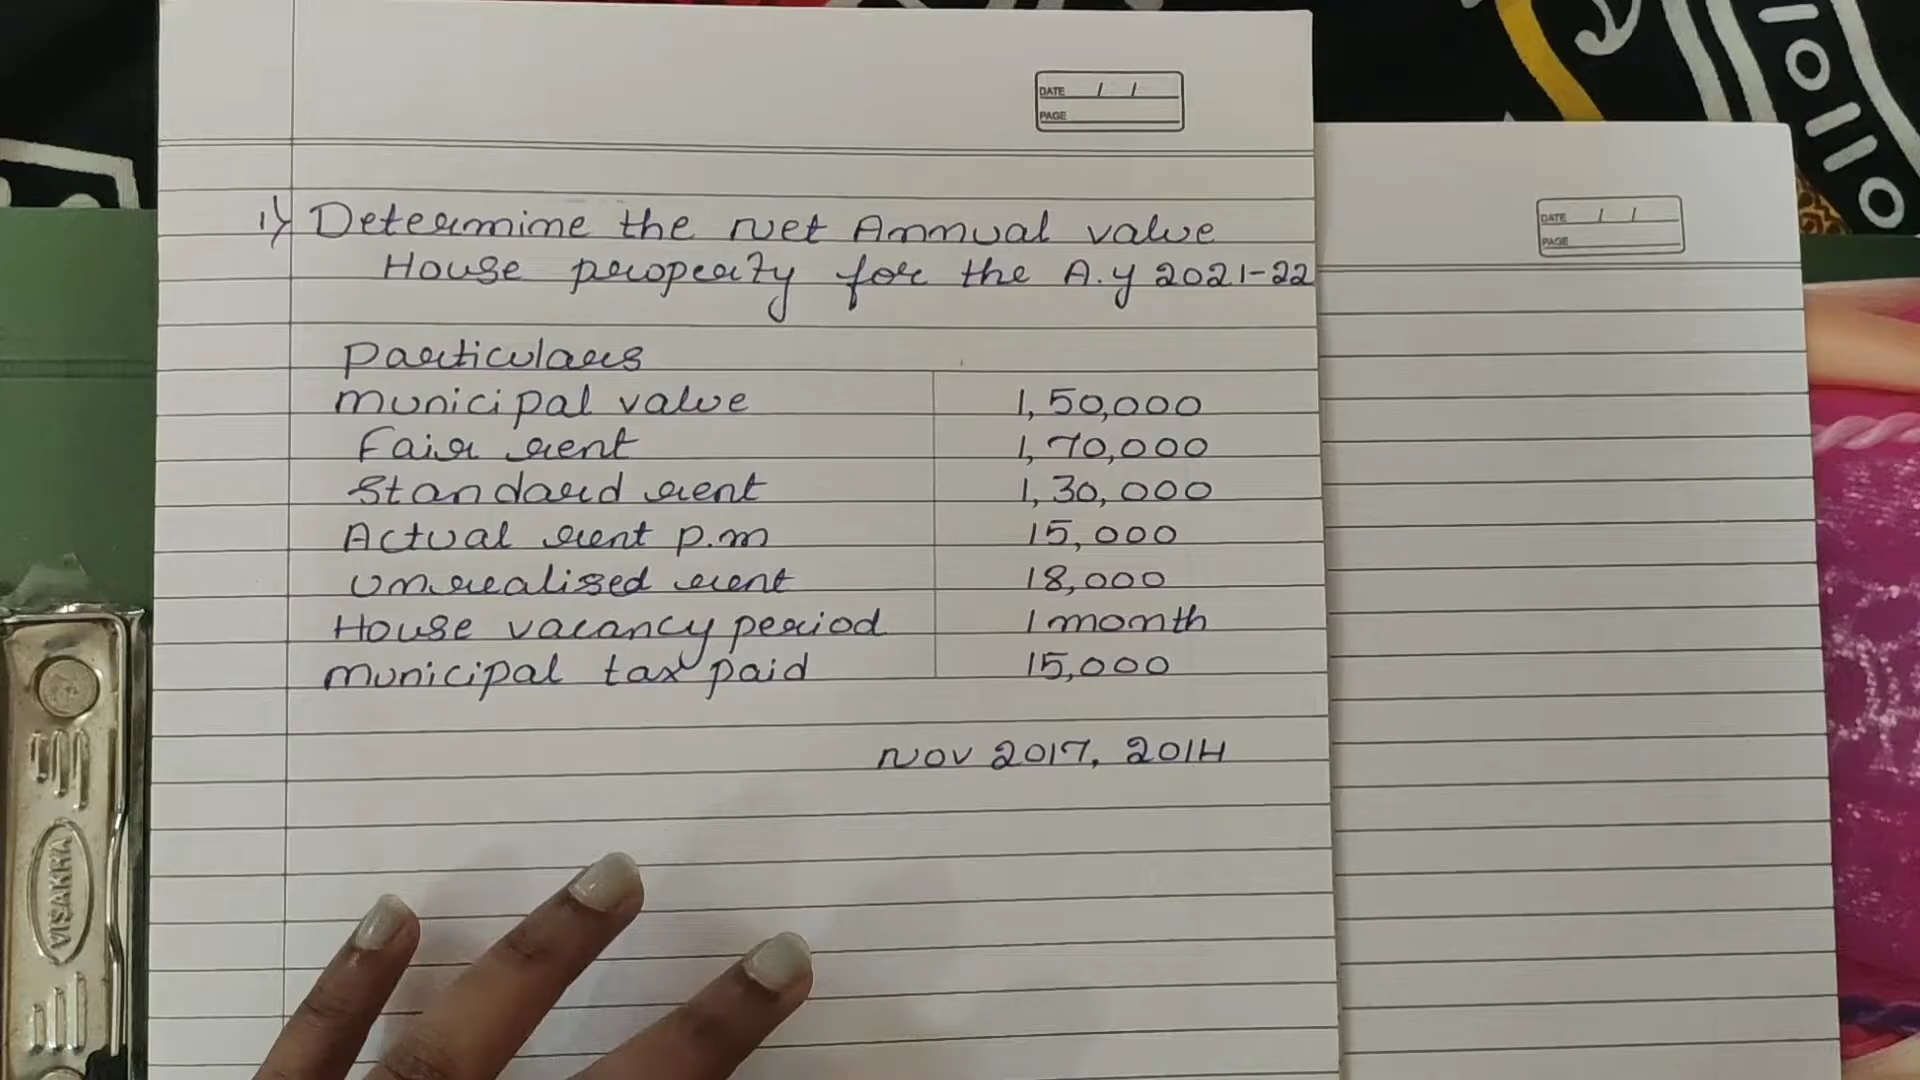 DATE / /
PAGE
DATE / /
PAGE
1) Determine the Net Annual value
House property for the A.y 2021-22
Particulars
Municipal value 1,50,000
Fair rent 1,70,000
Standard rent 1,30,000
Actual rent p.m 15,000
Unrealised rent 18,000
House vacancy period 1 month
Municipal tax paid 15,000
Nov 2017, 2014
VISAKHA